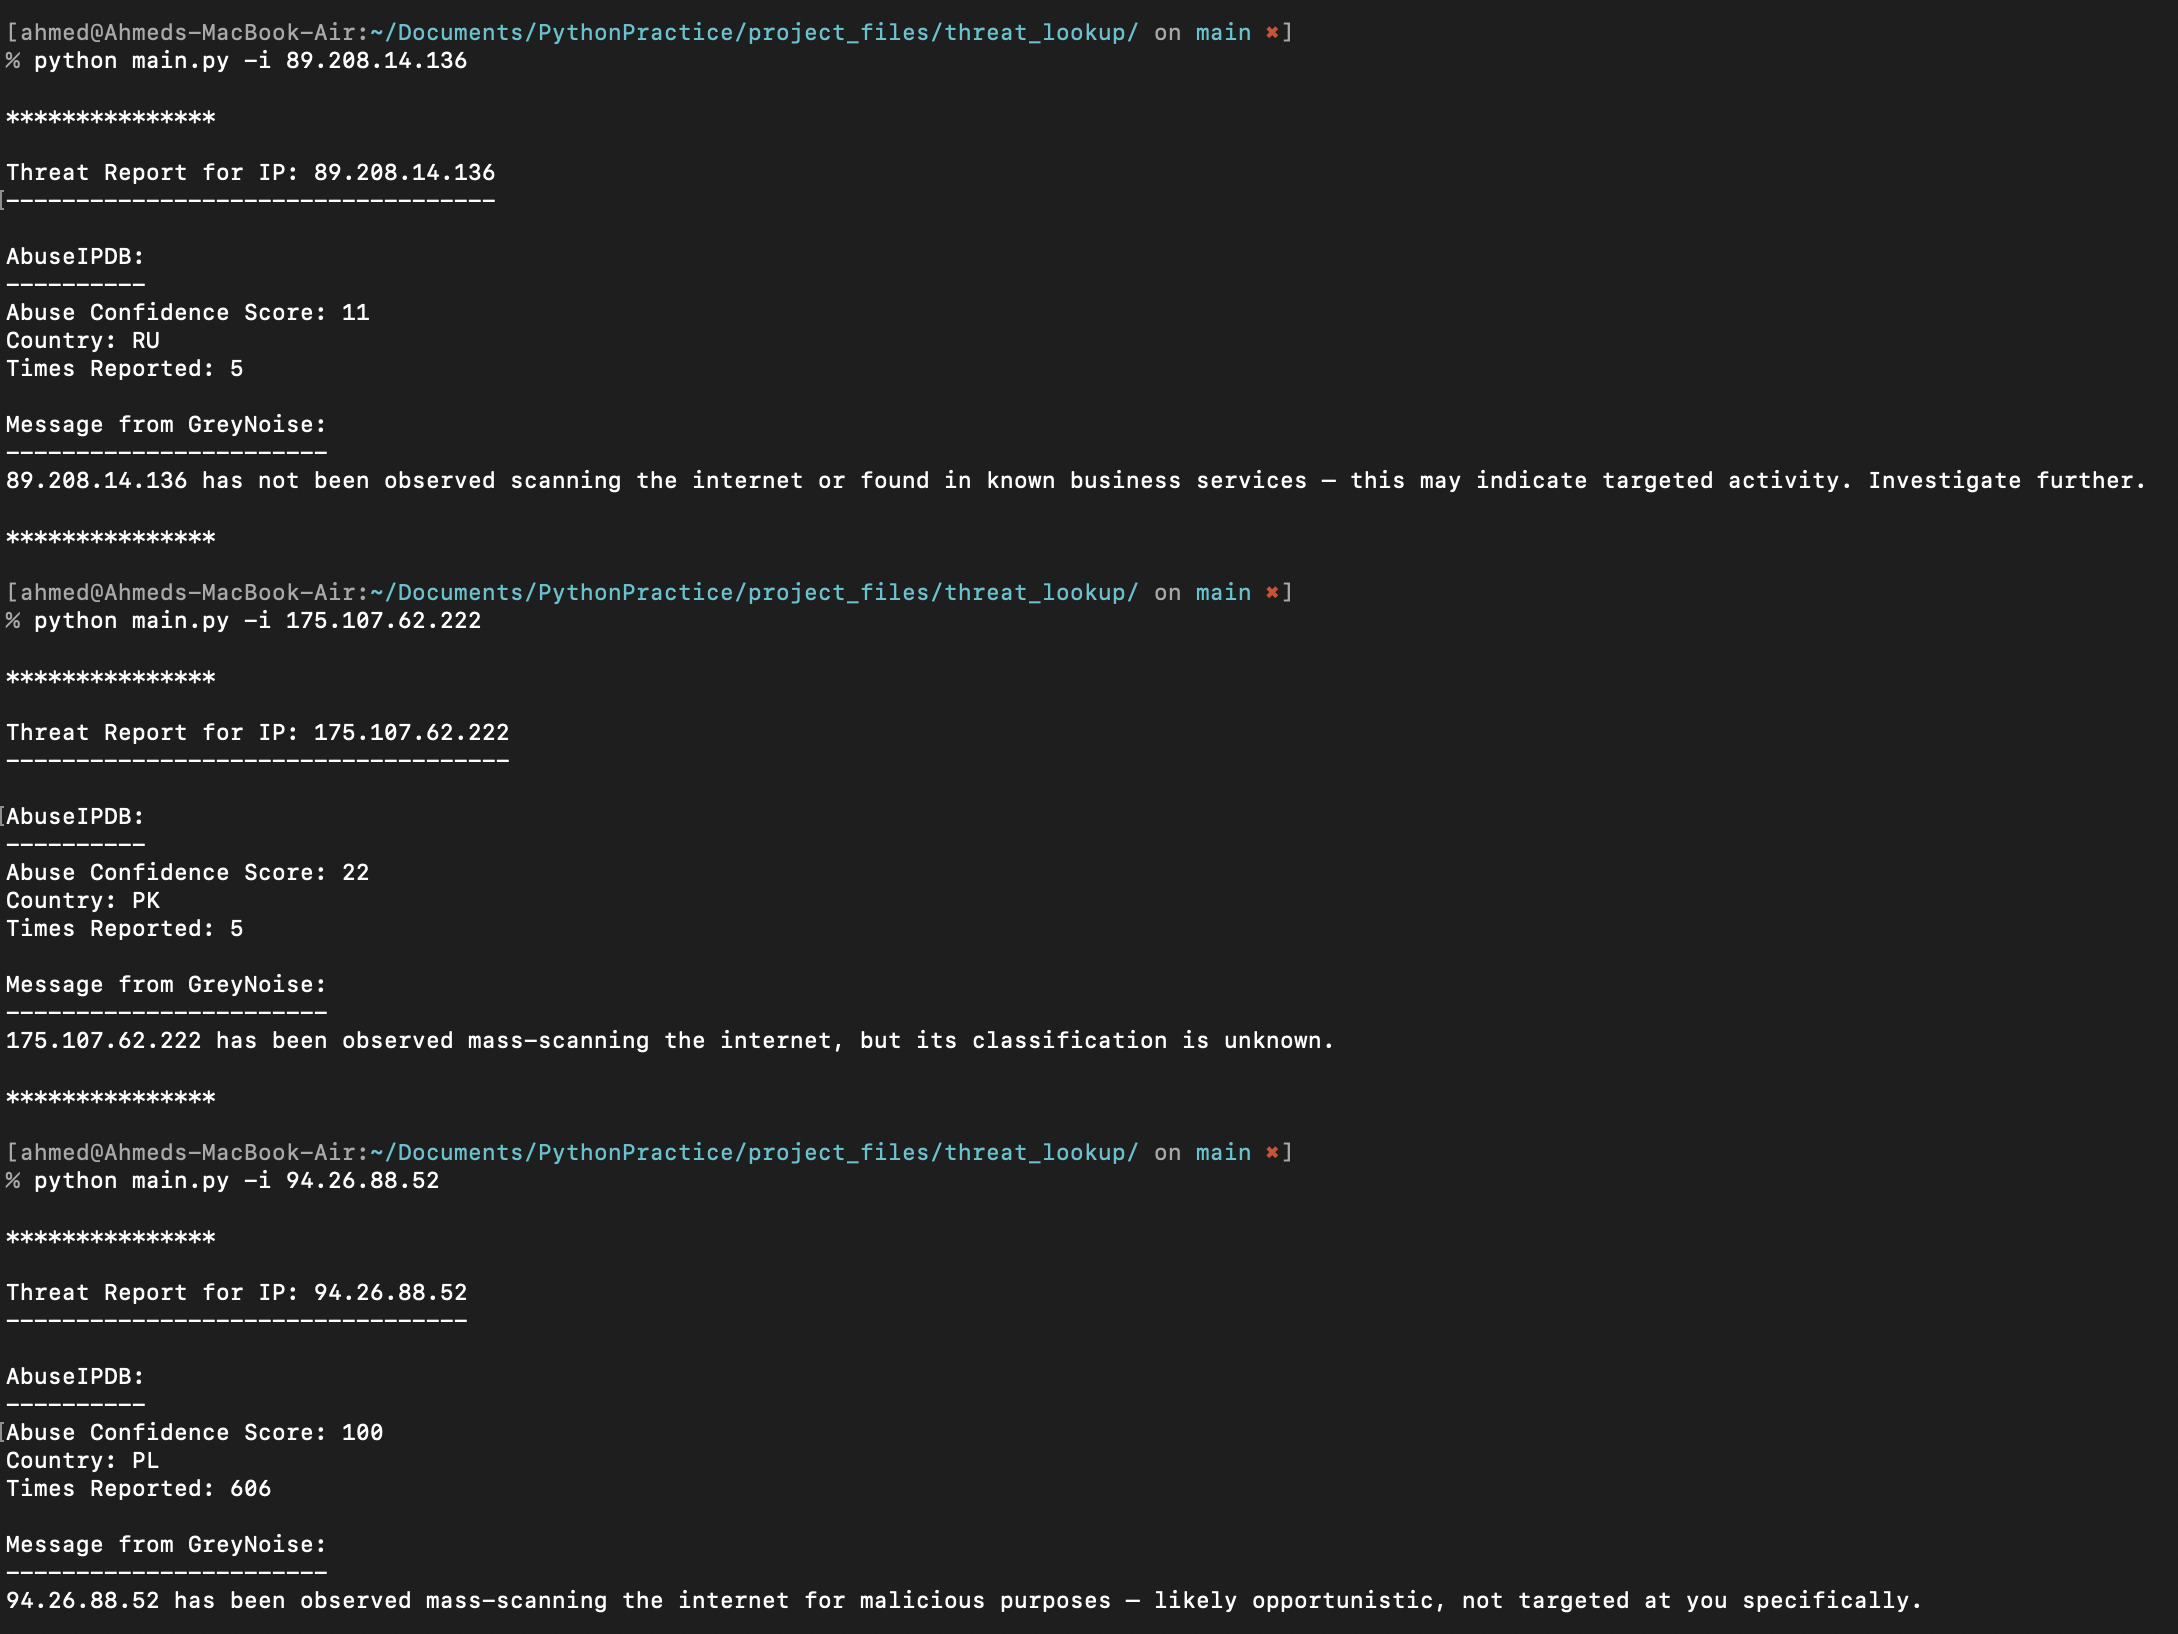 [ahmed@Ahmeds-MacBook-Air:~/Documents/PythonPractice/project_files/threat_lookup/ on main ✖]
% python main.py -i 89.208.14.136
***************
Threat Report for IP: 89.208.14.136
-----------------------------------
AbuseIPDB:
----------
Abuse Confidence Score: 11
Country: RU
Times Reported: 5
Message from GreyNoise:
-----------------------
89.208.14.136 has not been observed scanning the internet or found in known business services — this may indicate targeted activity. Investigate further.
***************
[ahmed@Ahmeds-MacBook-Air:~/Documents/PythonPractice/project_files/threat_lookup/ on main ✖]
% python main.py -i 175.107.62.222
***************
Threat Report for IP: 175.107.62.222
------------------------------------
AbuseIPDB:
----------
Abuse Confidence Score: 22
Country: PK
Times Reported: 5
Message from GreyNoise:
-----------------------
175.107.62.222 has been observed mass-scanning the internet, but its classification is unknown.
***************
[ahmed@Ahmeds-MacBook-Air:~/Documents/PythonPractice/project_files/threat_lookup/ on main ✖]
% python main.py -i 94.26.88.52
***************
Threat Report for IP: 94.26.88.52
---------------------------------
AbuseIPDB:
----------
Abuse Confidence Score: 100
Country: PL
Times Reported: 606
Message from GreyNoise:
-----------------------
94.26.88.52 has been observed mass-scanning the internet for malicious purposes — likely opportunistic, not targeted at you specifically.